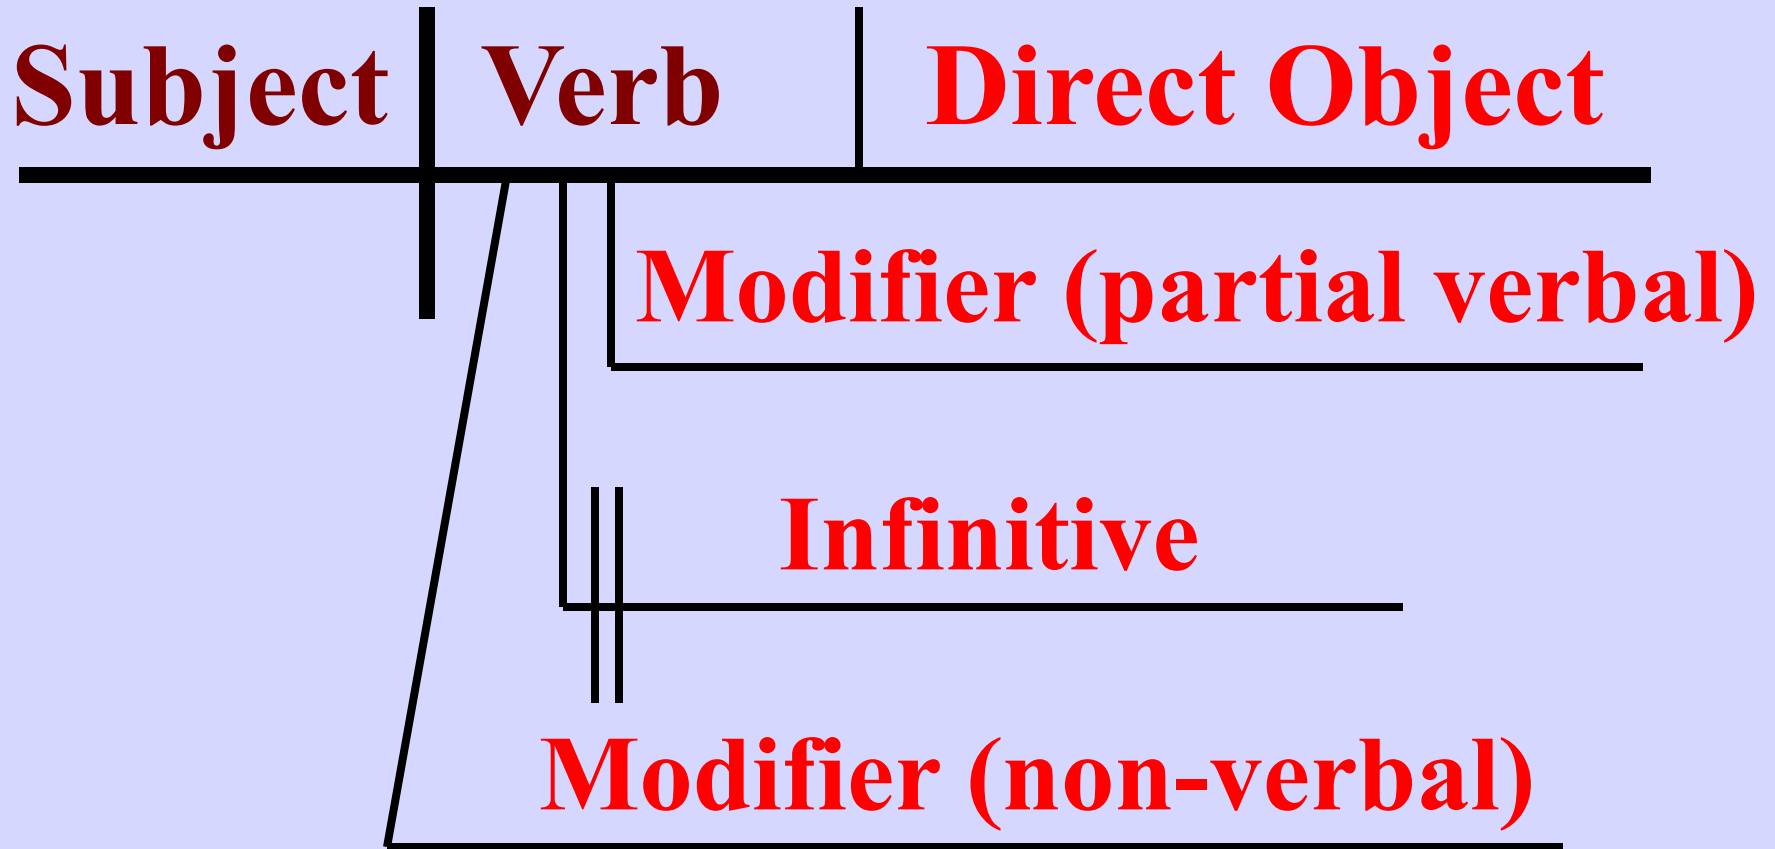 Subject Verb Direct Object
Modifier (partial verbal)
Infinitive
Modifier (non-verbal)